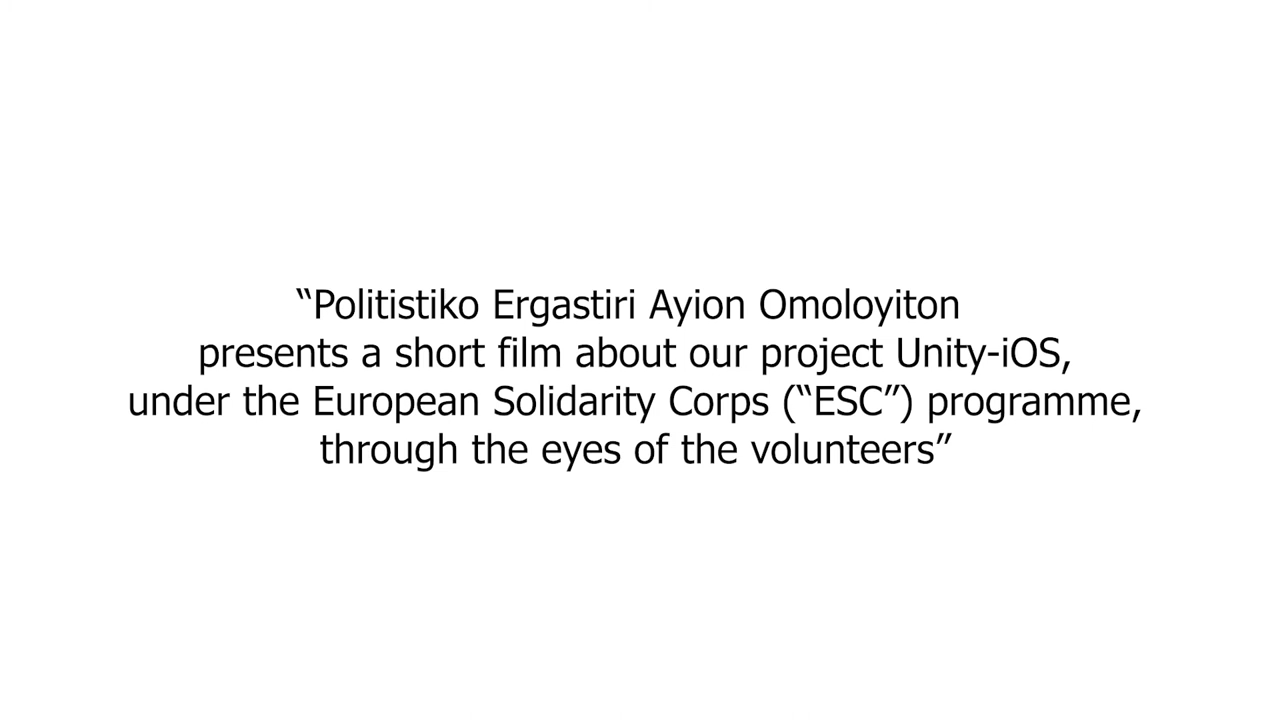 “Politistiko Ergastiri Ayion Omoloyiton
presents a short film about our project Unity-iOS,
under the European Solidarity Corps (“ESC”) programme,
through the eyes of the volunteers”